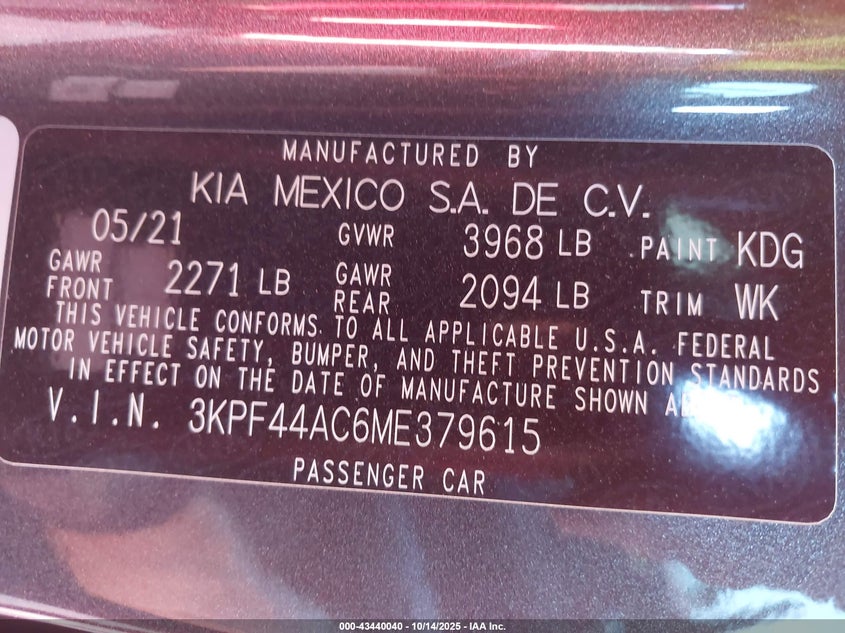 MANUFACTURED BY
KIA MEXICO S.A. DE C.V.
05/21 GVWR 3968 LB PAINT KDG
GAWR FRONT 2271 LB GAWR REAR 2094 LB TRIM WK
THIS VEHICLE CONFORMS TO ALL APPLICABLE U.S.A. FEDERAL
MOTOR VEHICLE SAFETY, BUMPER, AND THEFT PREVENTION STANDARDS
IN EFFECT ON THE DATE OF MANUFACTURE SHOWN
V.I.N. 3KPF44AC6ME379615
PASSENGER CAR
000-43440040 - 10/14/2025 - IAA Inc.